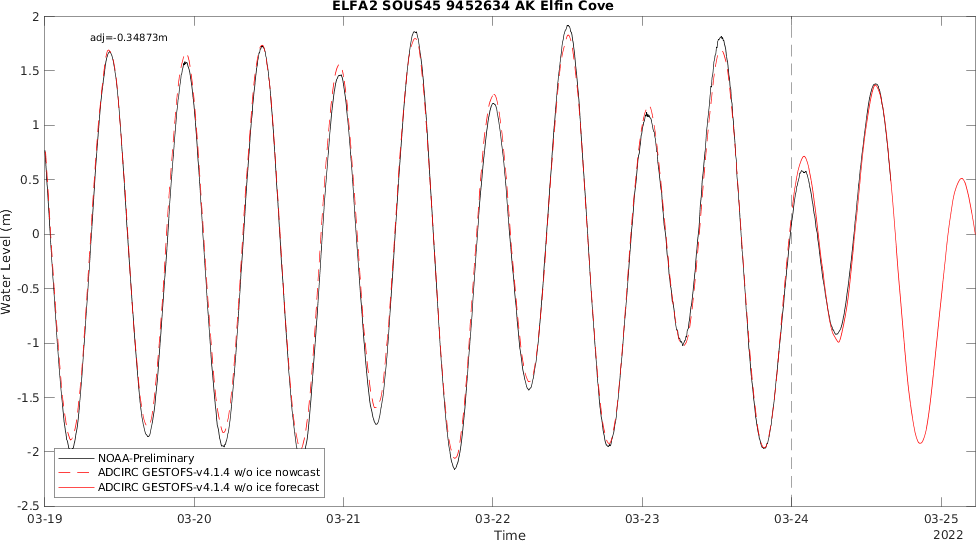 ELFA2 SOUS45 9452634 AK Elfin Cove
adj=-0.34873m
2
1.5
1
0.5
0
-0.5
-1
-1.5
-2
-2.5
Water Level (m)
NOAA-Preliminary
ADCIRC GESTOFS-v4.1.4 w/o ice nowcast
ADCIRC GESTOFS-v4.1.4 w/o ice forecast
03-19 03-20 03-21 03-22 03-23 03-24 03-25
Time 2022